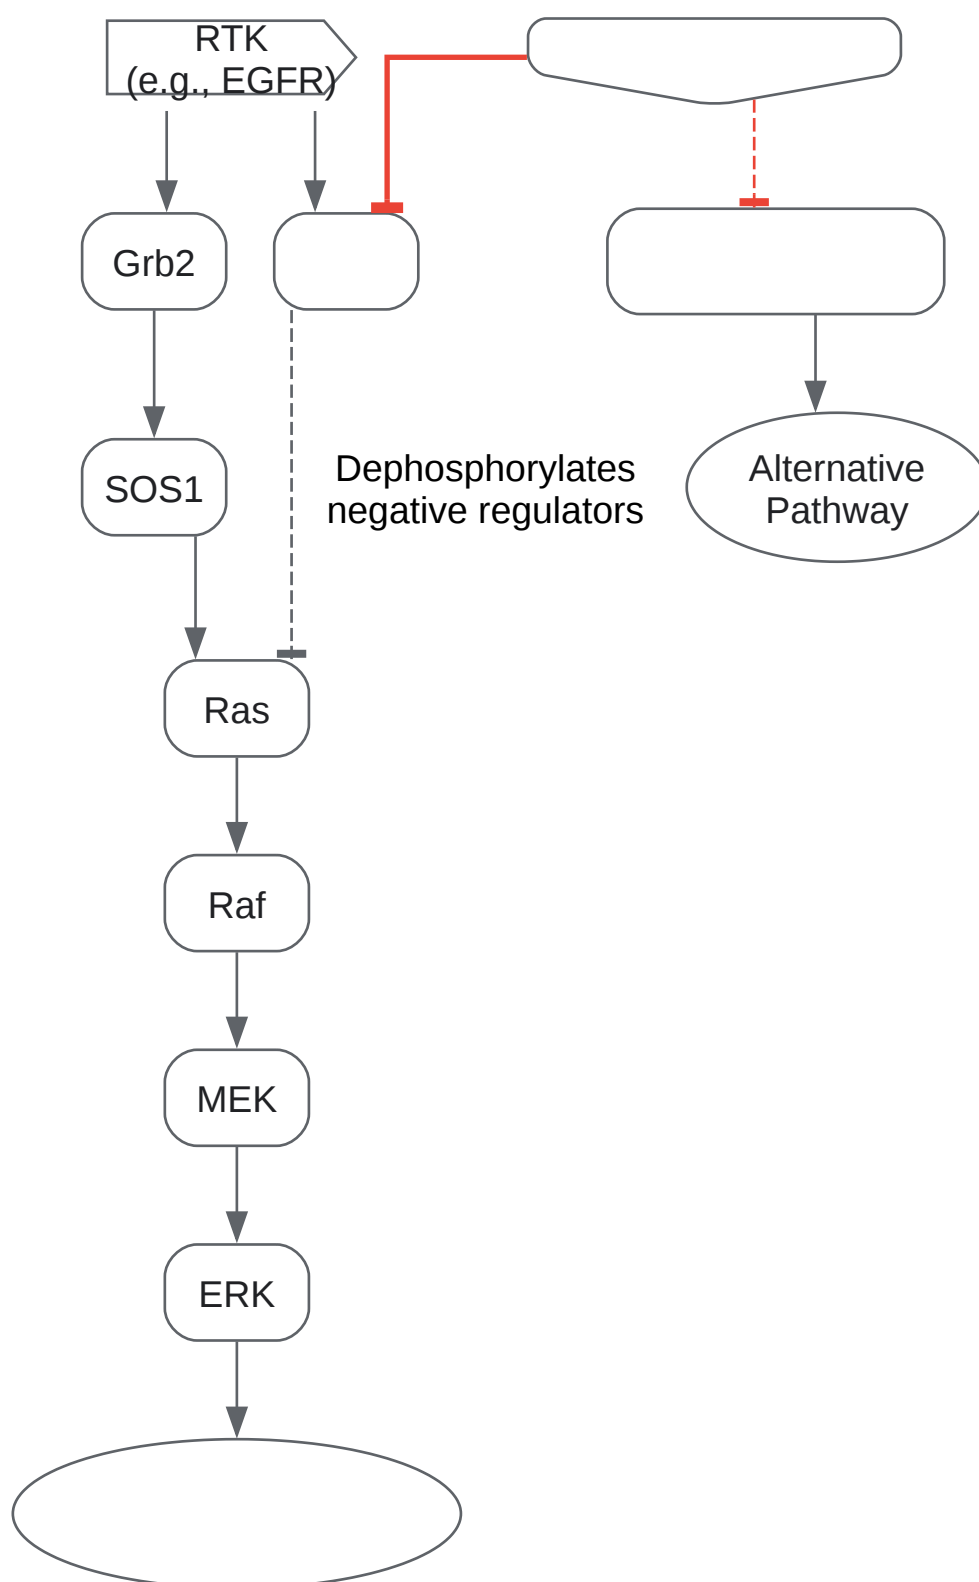 RTK
(e.g., EGFR)
Grb2
SOS1
Dephosphorylates
negative regulators
Alternative
Pathway
Ras
Raf
MEK
ERK